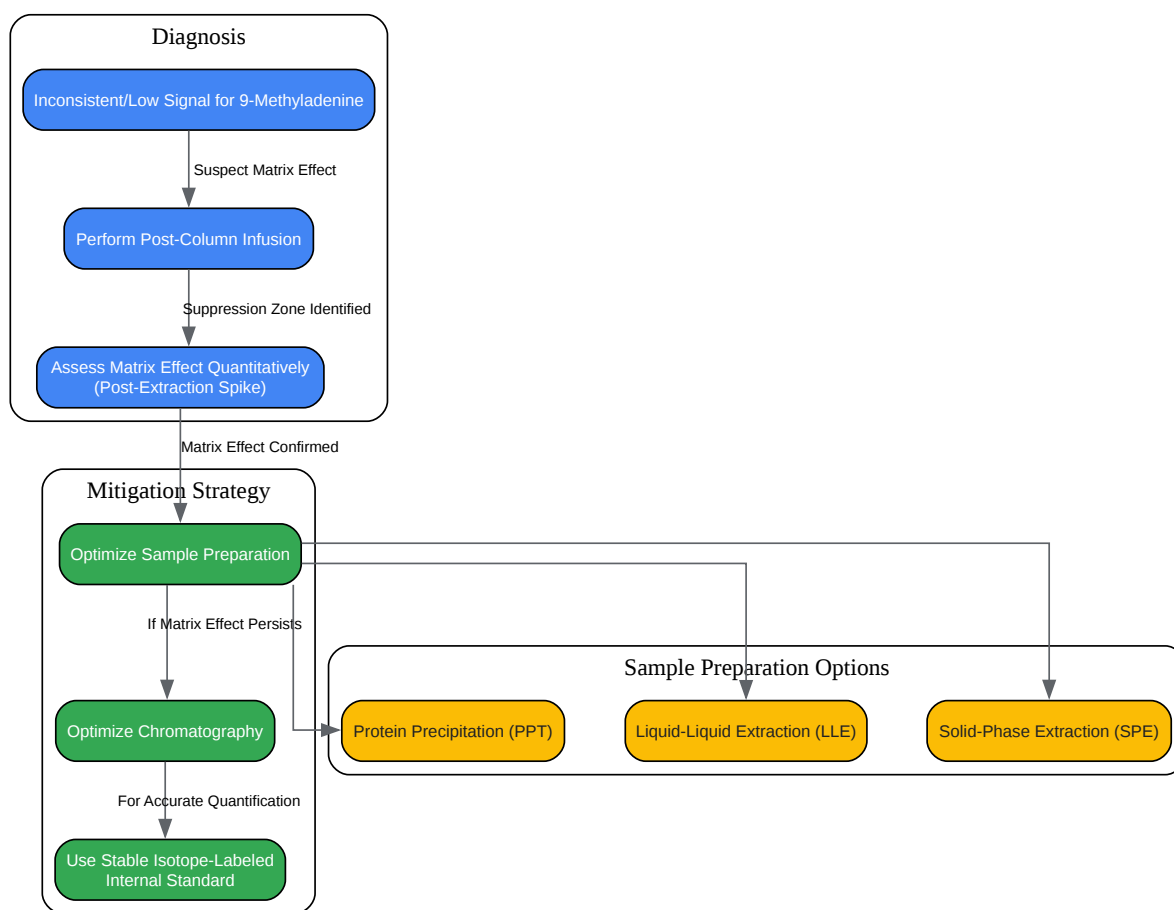 Diagnosis
Inconsistent/Low Signal for 9-Methyladenine
Suspect Matrix Effect
Perform Post-Column Infusion
Suppression Zone Identified
Assess Matrix Effect Quantitatively
(Post-Extraction Spike)
Matrix Effect Confirmed
Mitigation Strategy
Optimize Sample Preparation
If Matrix Effect Persists
Sample Preparation Options
Optimize Chromatography
Protein Precipitation (PPT)
Liquid-Liquid Extraction (LLE)
Solid-Phase Extraction (SPE)
For Accurate Quantification
Use Stable Isotope-Labeled
Internal Standard